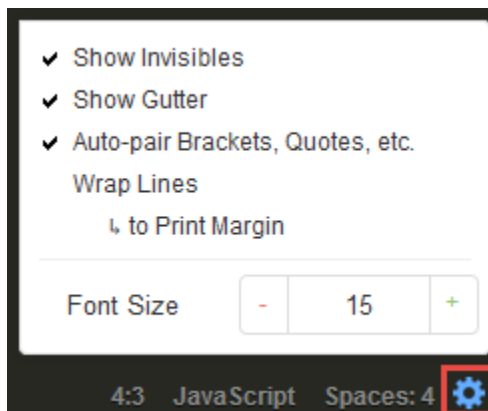 ✔ Show Invisibles
✔ Show Gutter
✔ Auto-pair Brackets, Quotes, etc.
Wrap Lines
↳ to Print Margin
Font Size - 15 +
4:3 JavaScript Spaces: 4